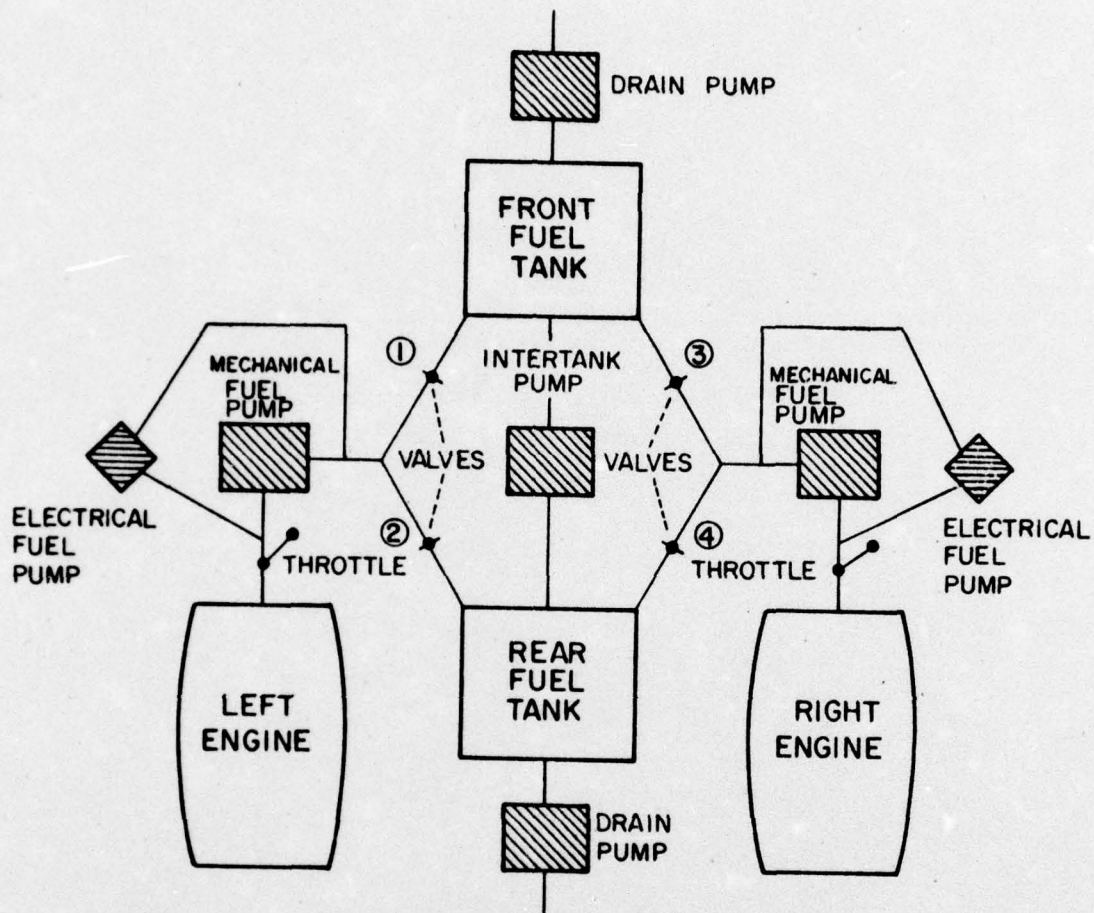 DRAIN PUMP
FRONT
FUEL
TANK
①
INTERTANK
PUMP
③
MECHANICAL
FUEL
PUMP
MECHANICAL
FUEL
PUMP
VALVES
VALVES
ELECTRICAL
FUEL
PUMP
②
THROTTLE
④
THROTTLE
ELECTRICAL
FUEL
PUMP
REAR
FUEL
TANK
LEFT
ENGINE
RIGHT
ENGINE
DRAIN
PUMP